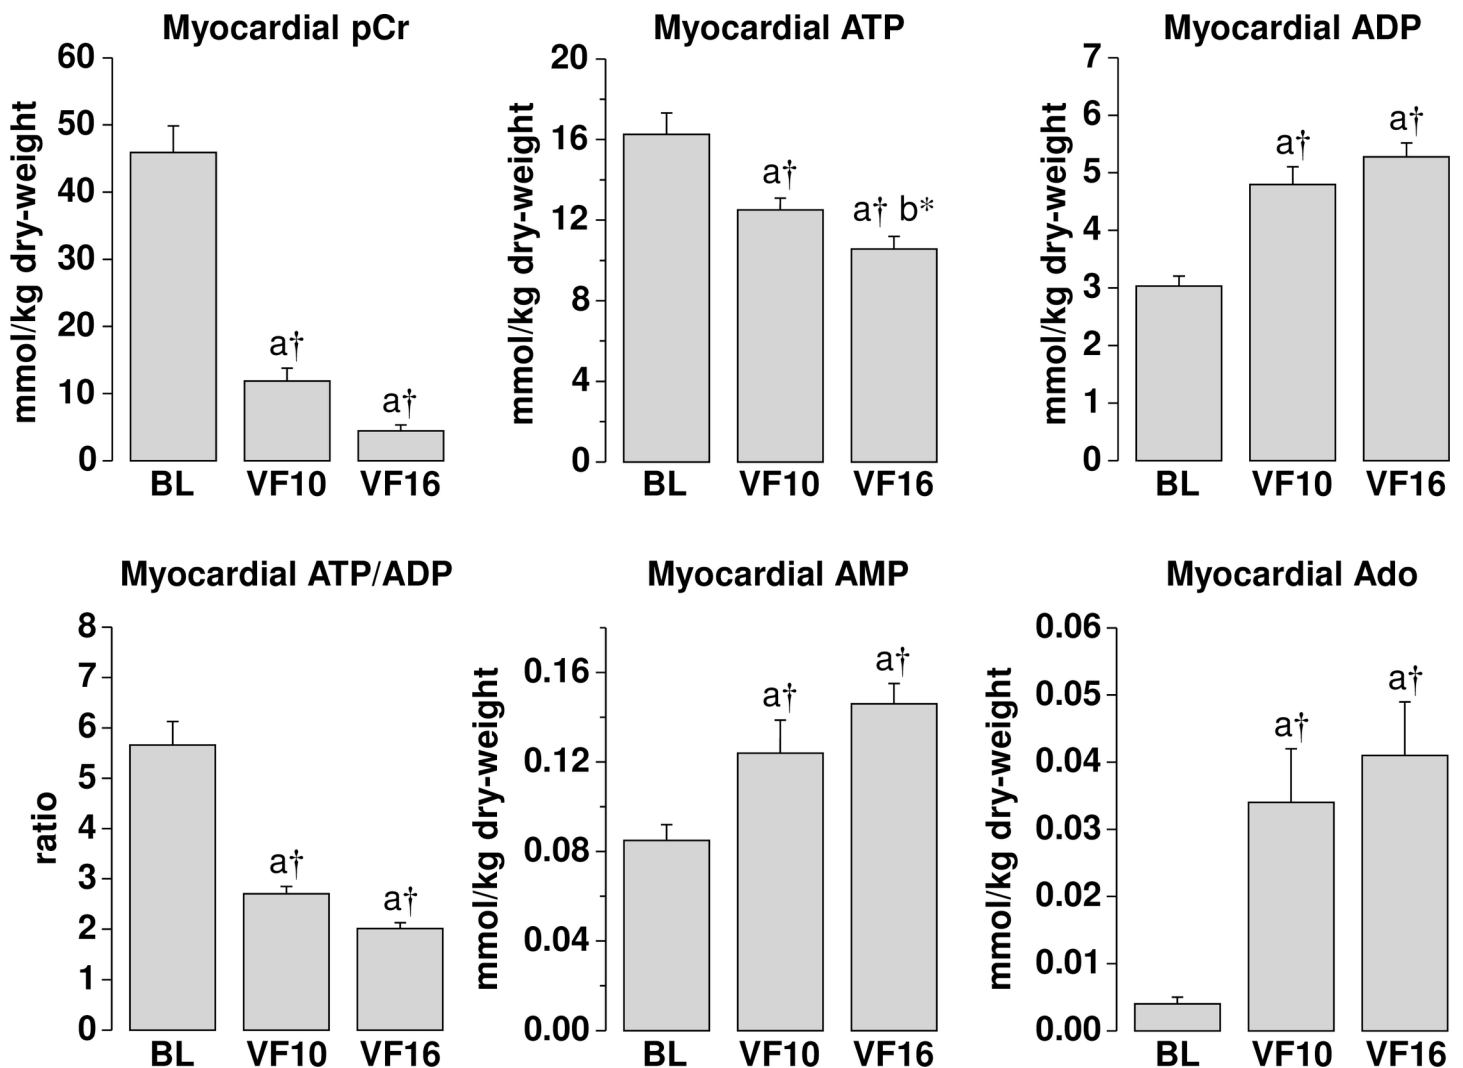 Myocardial pCr
mmol/kg dry-weight
60
50
40
30
20
10
0
a†
a†
BL VF10 VF16
Myocardial ATP
mmol/kg dry-weight
20
16
12
8
4
0
a†
a† b*
BL VF10 VF16
Myocardial ADP
mmol/kg dry-weight
7
6
5
4
3
2
1
0
a†
a†
BL VF10 VF16
Myocardial ATP/ADP
ratio
8
7
6
5
4
3
2
1
0
a†
a†
BL VF10 VF16
Myocardial AMP
mmol/kg dry-weight
0.16
0.12
0.08
0.04
0.00
a†
a†
BL VF10 VF16
Myocardial Ado
mmol/kg dry-weight
0.06
0.05
0.04
0.03
0.02
0.01
0.00
a†
a†
BL VF10 VF16